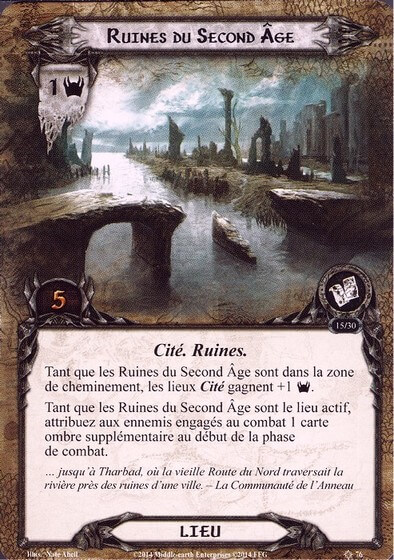 Ruines du Second Âge
1
5
15/30
Cité. Ruines.
Tant que les Ruines du Second Âge sont dans la zone
de cheminement, les lieux Cité gagnent +1 .
Tant que les Ruines du Second Âge sont le lieu actif,
attribuez aux ennemis engagés au combat 1 carte
ombre supplémentaire au début de la phase
de combat.
... jusqu'à Tharbad, où la vieille Route du Nord traversait la
rivière près des ruines d'une ville. – La Communauté de l'Anneau
LIEU
Illus. Nate Abell
©2014 Middle-earth Enterprises ©2014 FFG
76